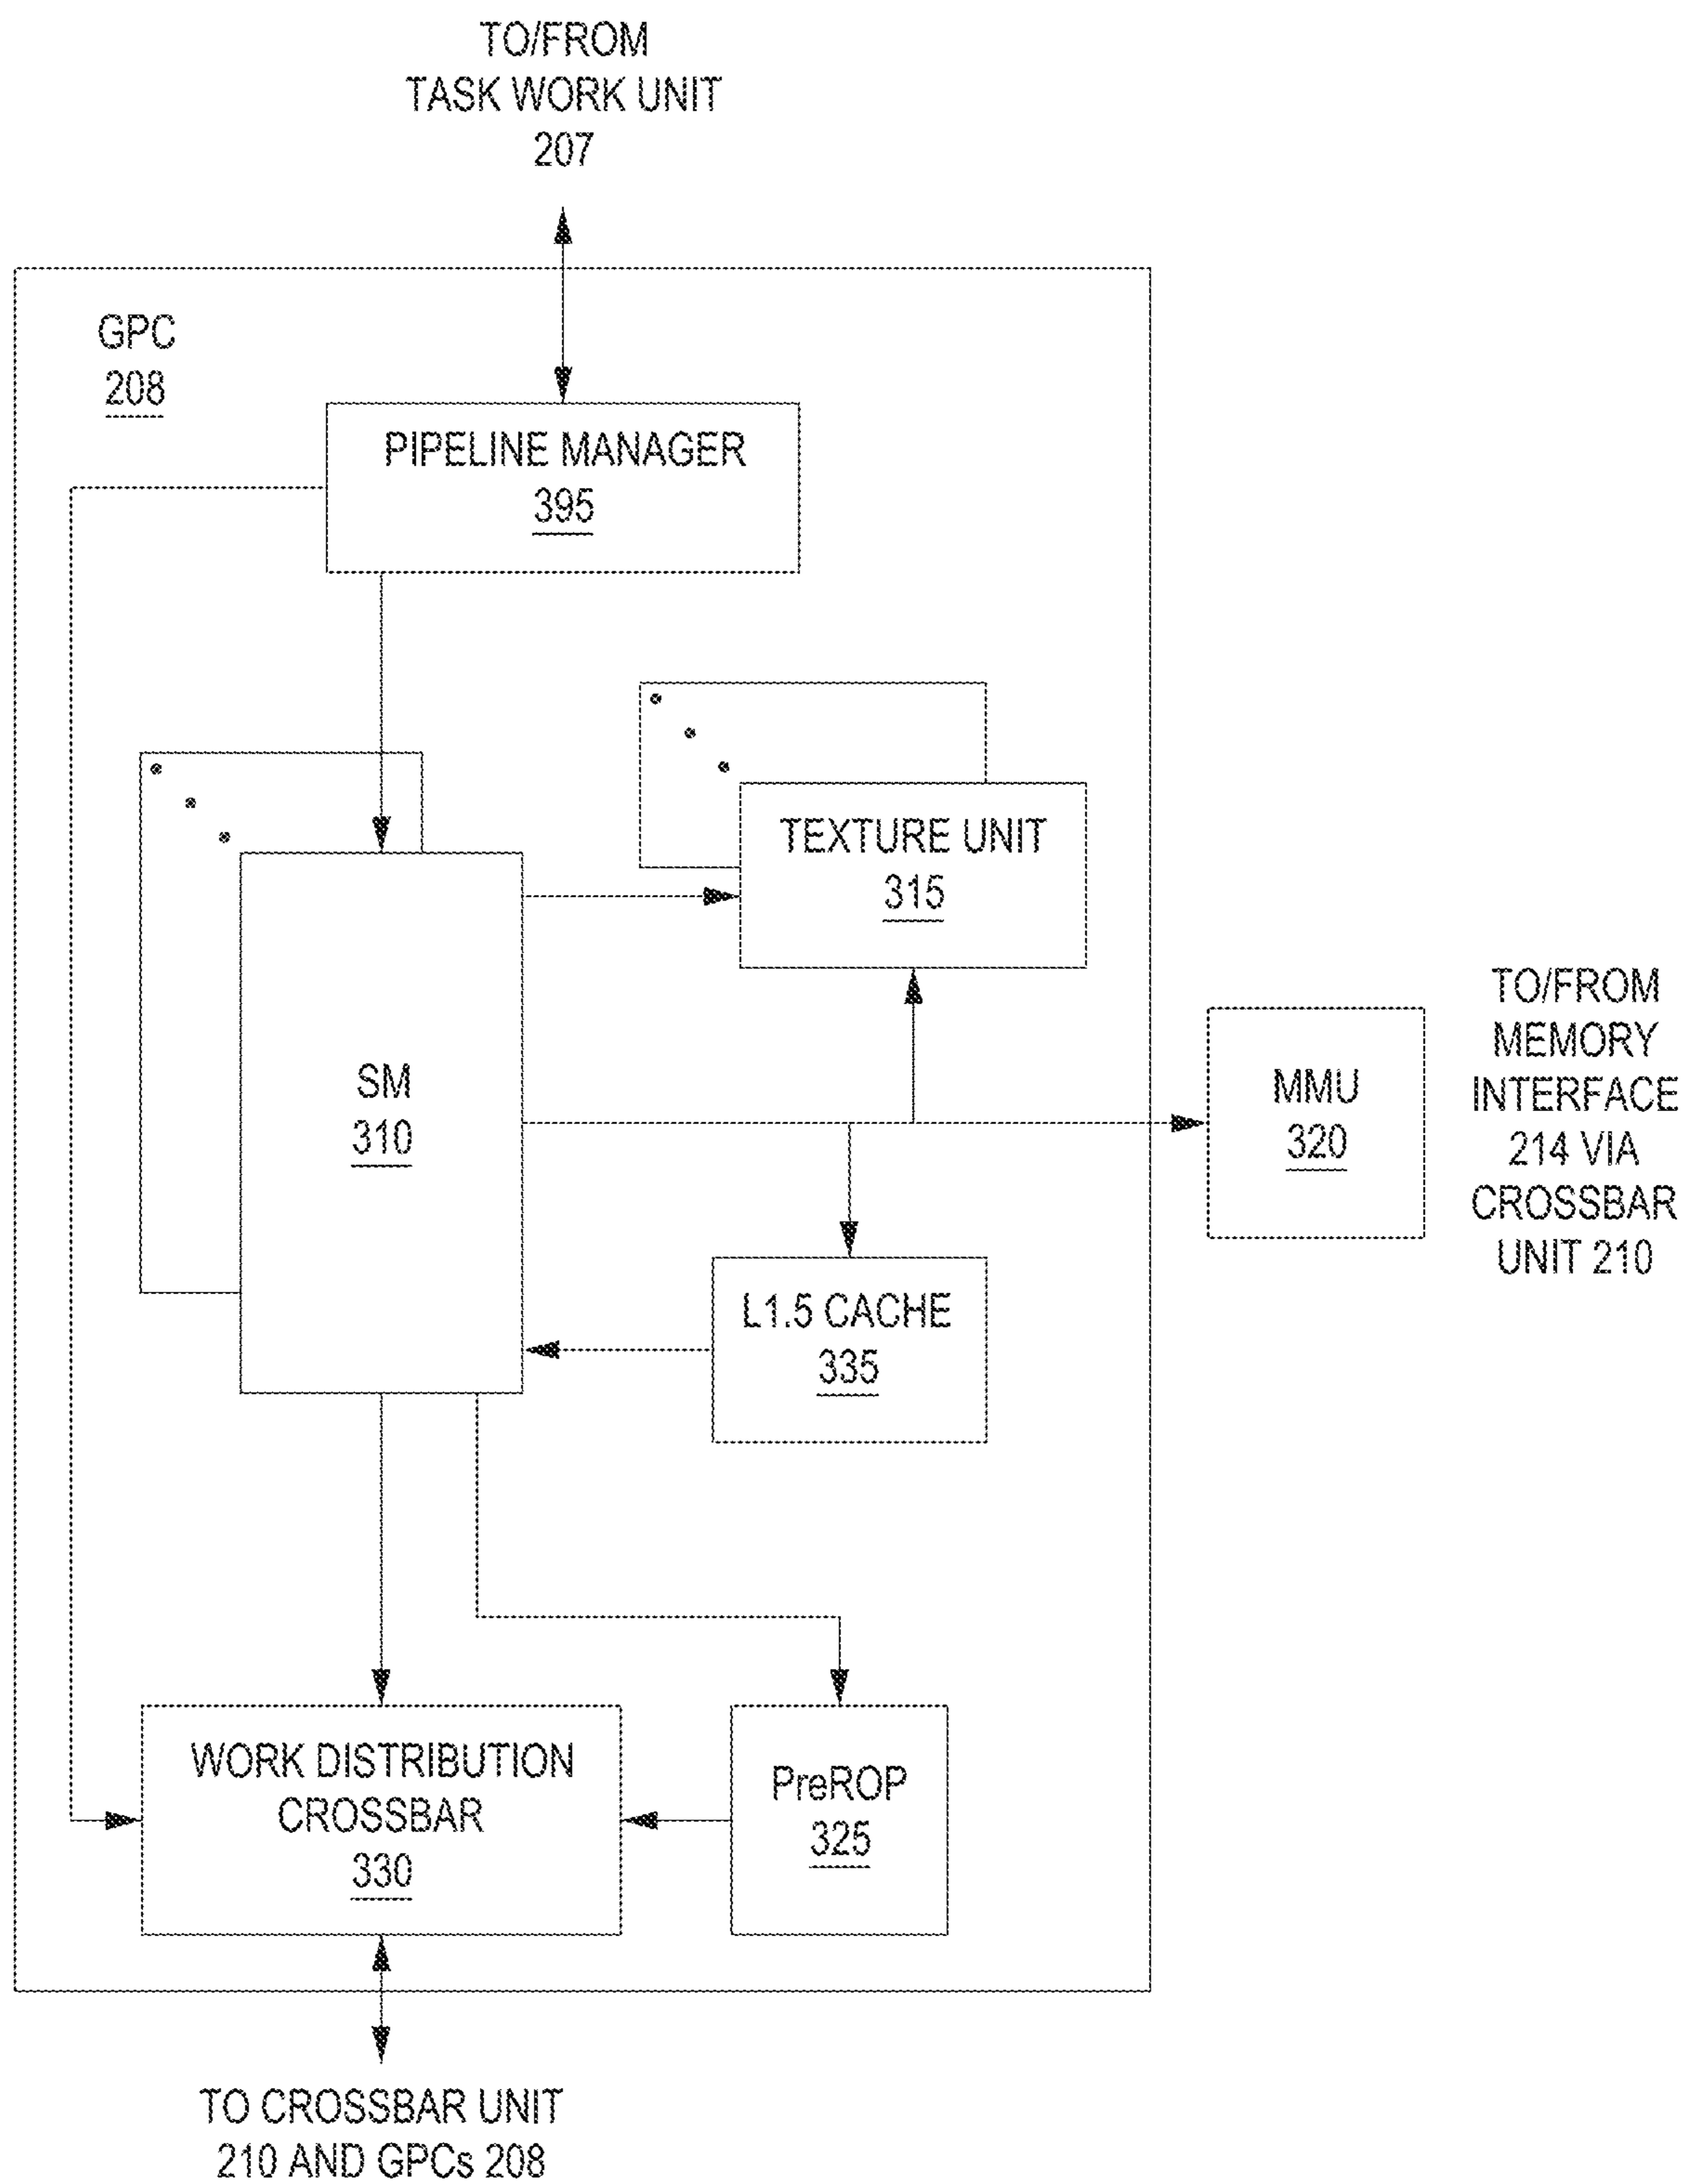 TO/FROM
TASK WORK UNIT
207
GPC
208
PIPELINE MANAGER
395
TEXTURE UNIT
315
SM
310
MMU
320
TO/FROM
MEMORY
INTERFACE
214 VIA
CROSSBAR
UNIT 210
L1.5 CACHE
335
WORK DISTRIBUTION
CROSSBAR
330
PreROP
325
TO CROSSBAR UNIT
210 AND GPCs 208